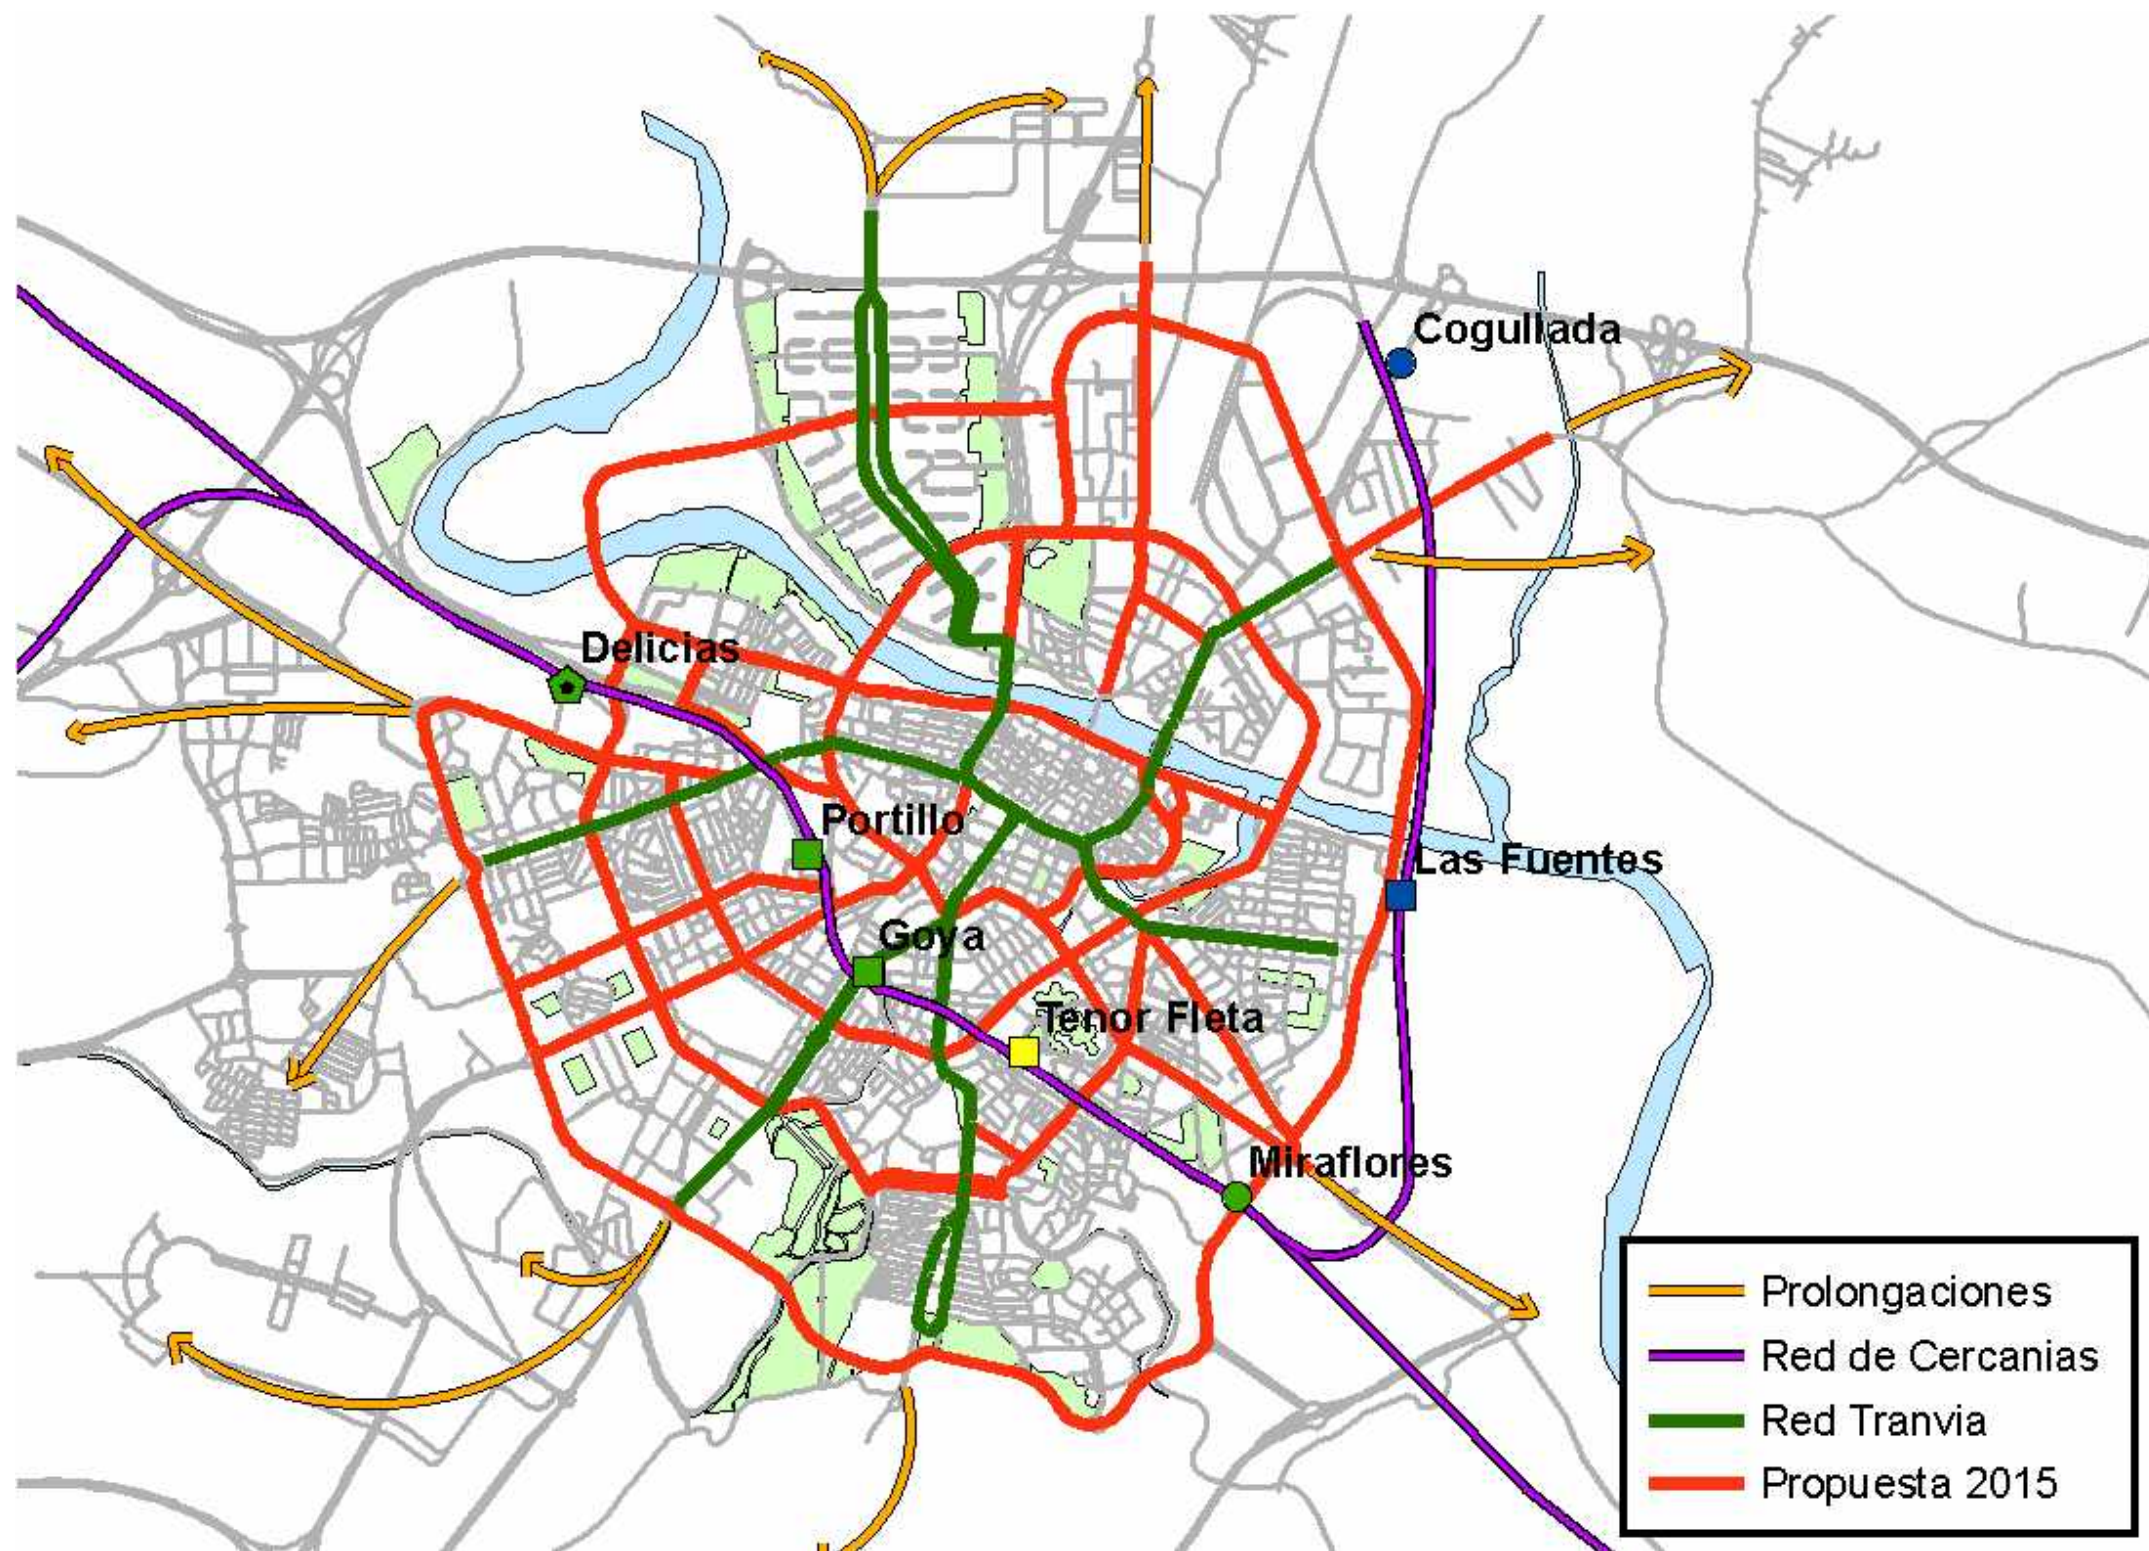 Cogullada
Delicias
Portillo
Las Fuentes
Goya
Tenor Fleta
Miraflores
Prolongaciones
Red de Cercanias
Red Tranvia
Propuesta 2015